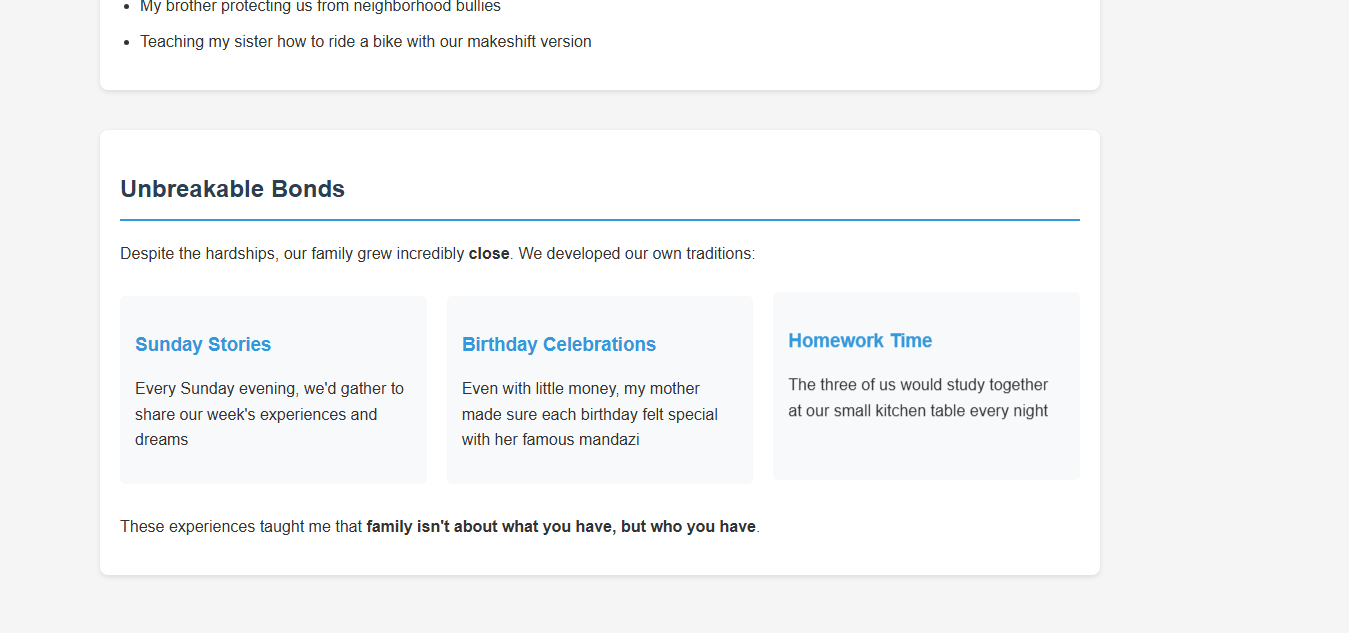 My brother protecting us from neighborhood bullies
Teaching my sister how to ride a bike with our makeshift version
Unbreakable Bonds
Despite the hardships, our family grew incredibly close. We developed our own traditions:
Sunday Stories
Every Sunday evening, we'd gather to
share our week's experiences and
dreams
Birthday Celebrations
Even with little money, my mother
made sure each birthday felt special
with her famous mandazi
Homework Time
The three of us would study together
at our small kitchen table every night
These experiences taught me that family isn't about what you have, but who you have.